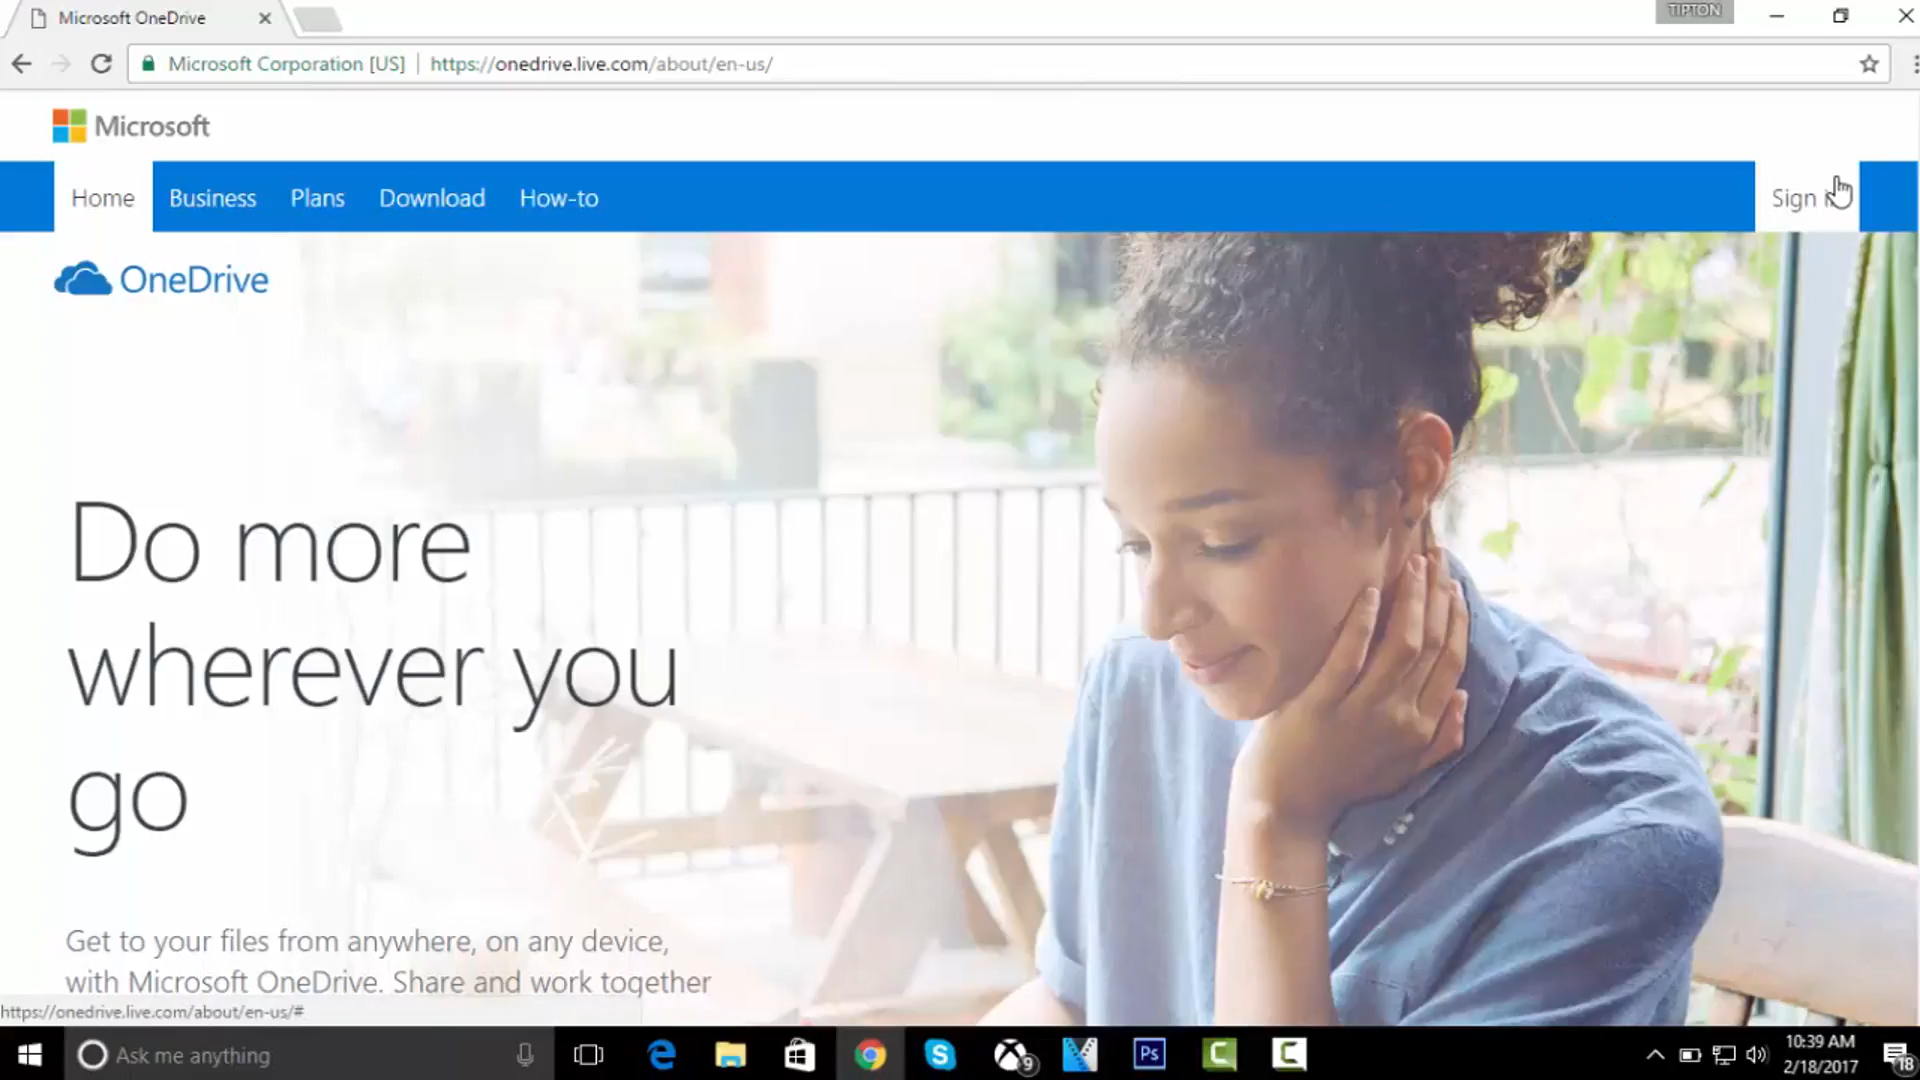 Microsoft OneDrive
TIPTON
Microsoft Corporation [US]
https://onedrive.live.com/about/en-us/
Microsoft
Home
Business
Plans
Download
How-to
Sign
OneDrive
Do more
wherever you
go
Get to your files from anywhere, on any device,
with Microsoft OneDrive. Share and work together
https://onedrive.live.com/about/en-us/#
Ask me anything
9
Ps
10:39 AM
2/18/2017
18